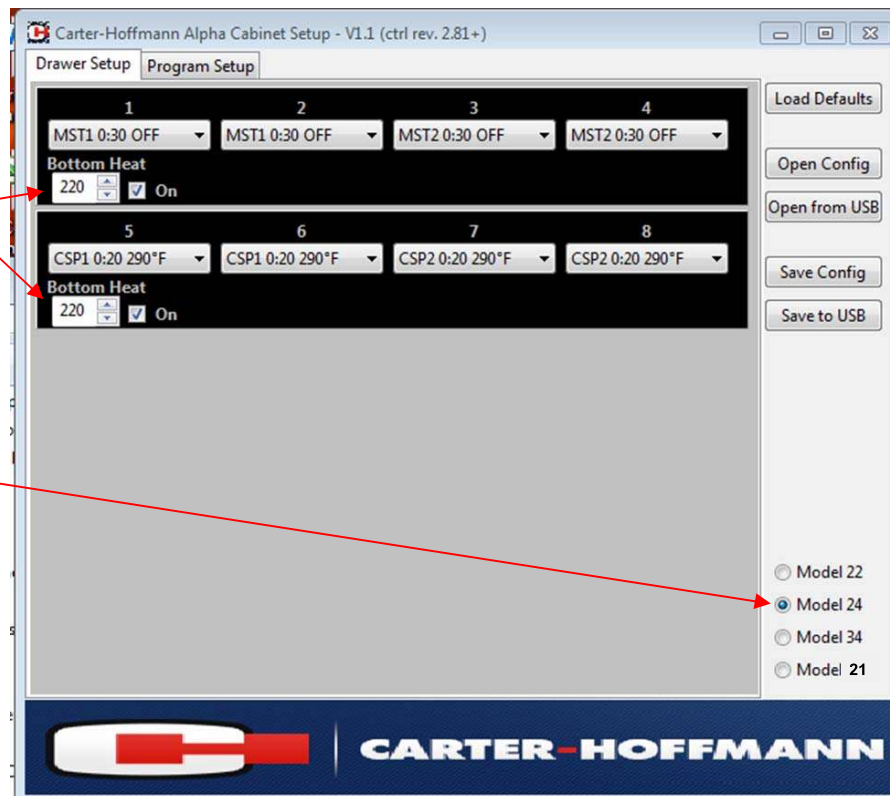 Carter-Hoffmann Alpha Cabinet Setup - V1.1 (ctrl rev. 2.81+)
Drawer Setup Program Setup
1 2 3 4
MST1 0:30 OFF MST1 0:30 OFF MST2 0:30 OFF MST2 0:30 OFF
Bottom Heat
220 On
5 6 7 8
CSP1 0:20 290°F CSP1 0:20 290°F CSP2 0:20 290°F CSP2 0:20 290°F
Bottom Heat
220 On
Load Defaults
Open Config
Open from USB
Save Config
Save to USB
Model 22
Model 24
Model 34
Model 21
CARTER-HOFFMANN